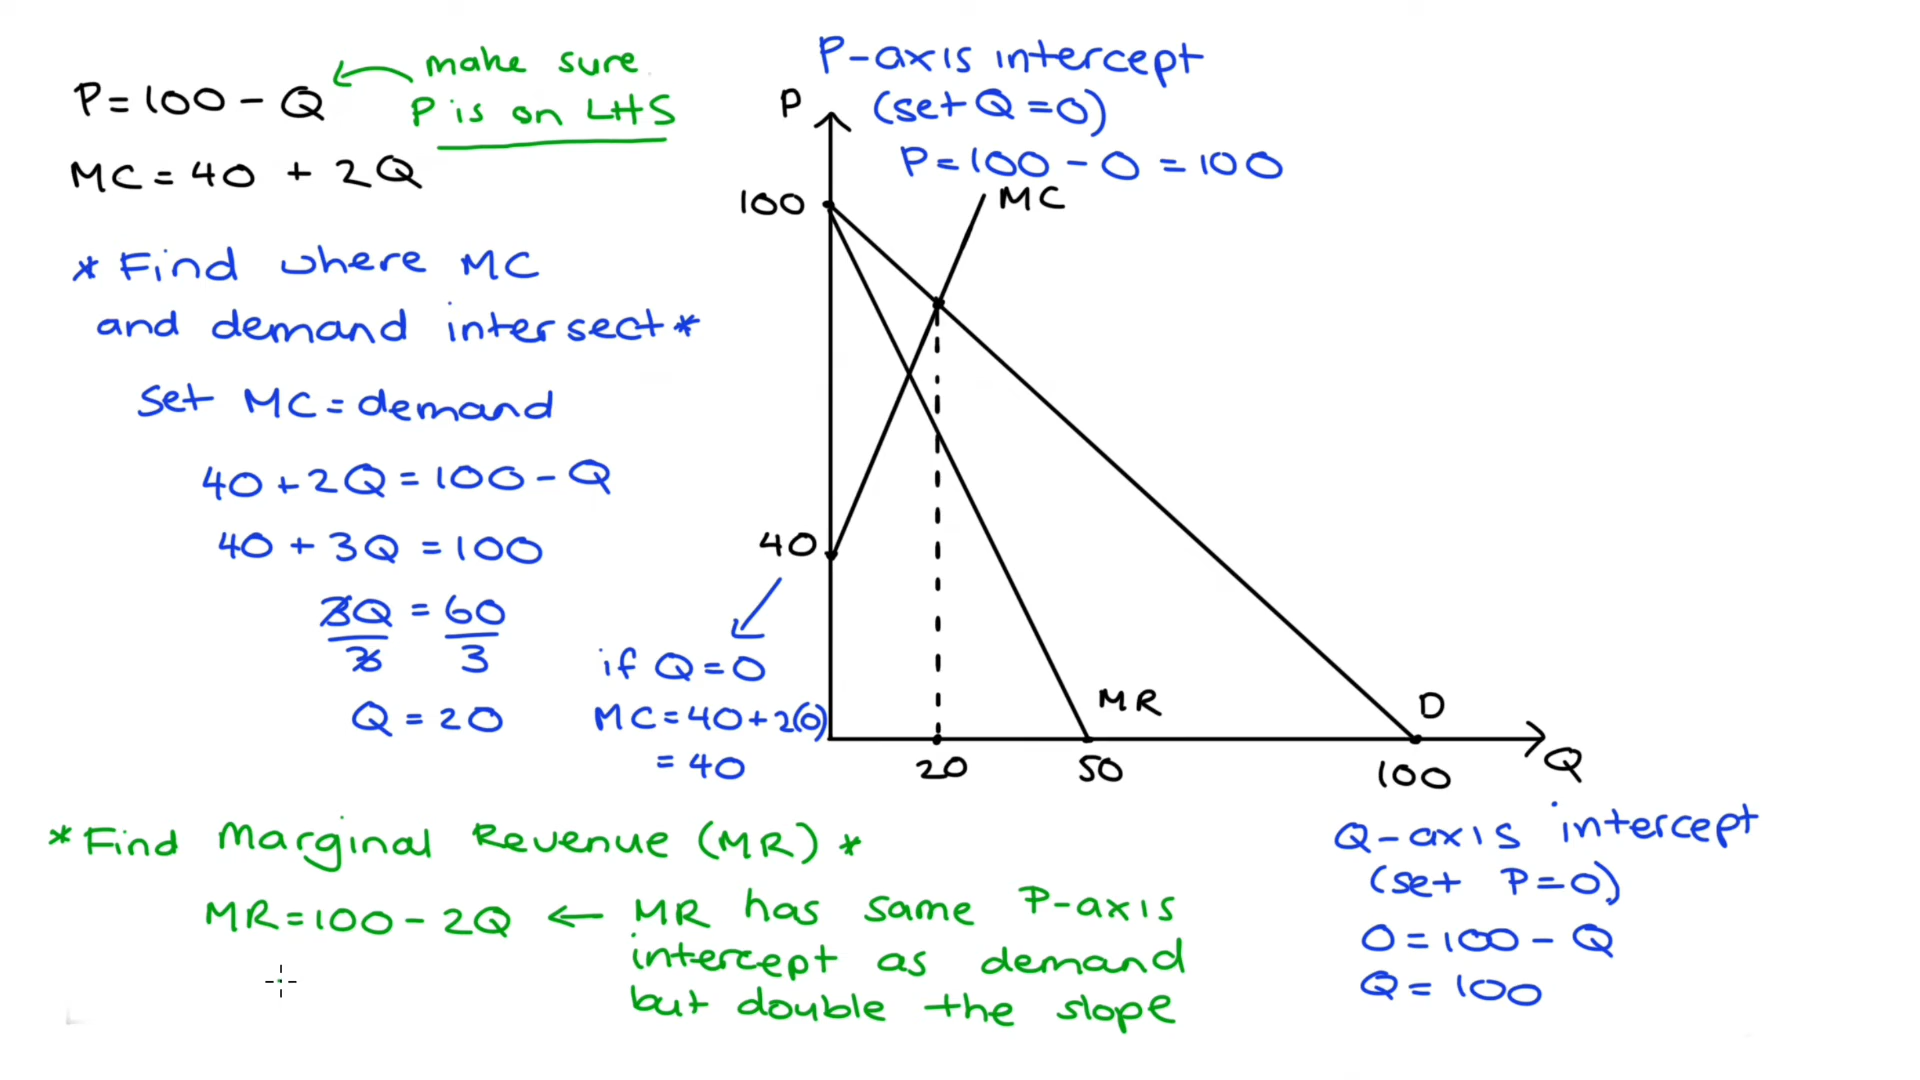 P = 100 - Q
make sure
P is on LHS
MC = 40 + 2Q
* Find where MC
and demand intersect *
Set MC = demand
40 + 2Q = 100 - Q
40 + 3Q = 100
3Q = 60
3 3
Q = 20
P-axis intercept
(set Q = 0)
P = 100 - 0 = 100
P
100
MC
40
if Q = 0
MC = 40 + 2(0)
= 40
MR
D
20
50
100
Q
Q-axis intercept
(set P = 0)
0 = 100 - Q
Q = 100
* Find Marginal Revenue (MR) *
MR = 100 - 2Q ← MR has same P-axis
intercept as demand
but double the slope